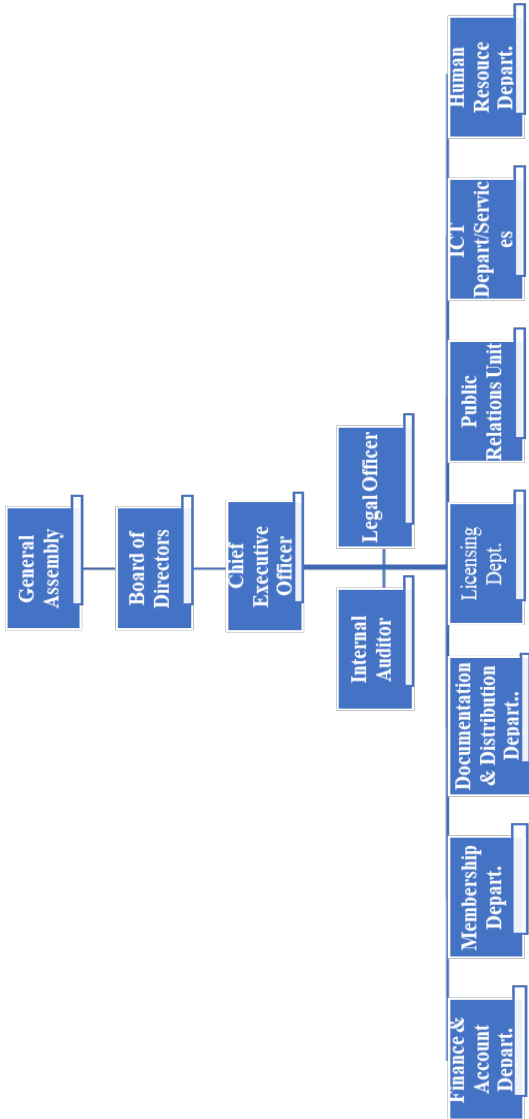 General
Assembly
Board of
Directors
Chief
Executive
Officer
Internal
Auditor
Legal Officer
Finance &
Account
Depart.
Membership
Depart.
Documentation
& Distribution
Depart..
Licensing
Dept.
Public
Relations Unit
ICT
Depart/Servic
es
Human
Resouce
Depart.